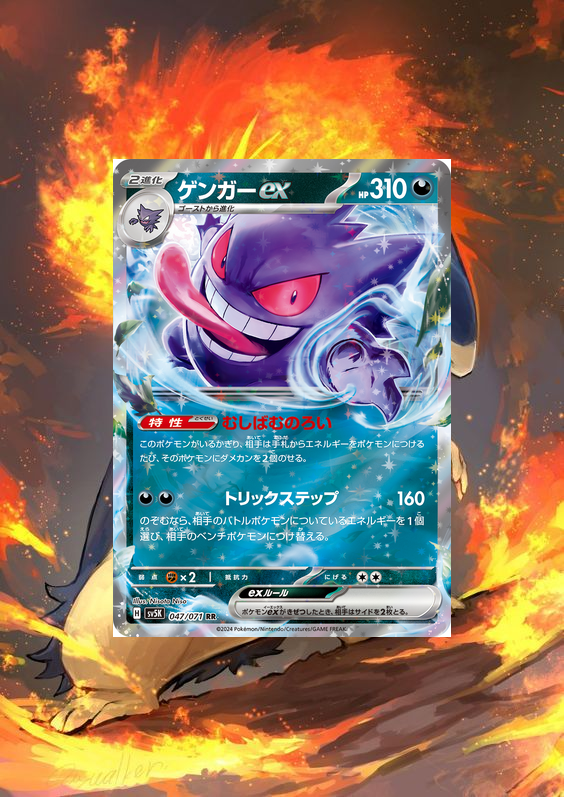 2進化
ゲンガーex
HP 310
ゴーストから進化
特性 とくせい
むしばむのろい
このポケモンがいるかぎり、相手は手札からエネルギーをポケモンにつける
たび、そのポケモンにダメカンを2個のせる。
トリックステップ 160
のぞむなら、相手のバトルポケモンについているエネルギーを1個
選び、相手のベンチポケモンにつけ替える。
弱点 ×2 抵抗力 にげる
exルール
ポケモンexがきぜつしたとき、相手はサイドを2枚とる。
Illus. Nisota Niso
H sv5K 047/071 RR
©2024 Pokémon/Nintendo/Creatures/GAME FREAK.